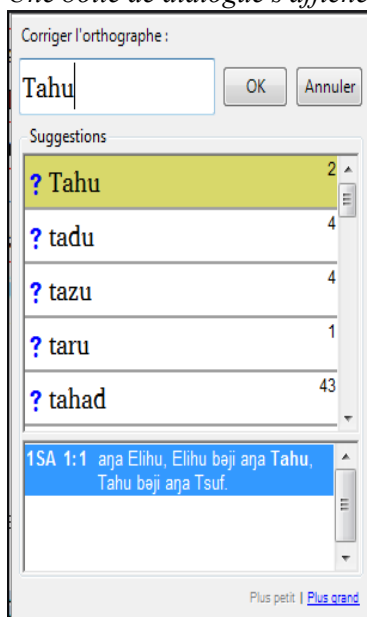 Une boîte de dialogue s'affiche
Corriger l'orthographe :
Tahu
OK
Annuler
Suggestions
? Tahu 2
? tadu 4
? tazu 4
? taru 1
? tahad 43
1SA 1:1 aŋa Elihu, Elihu bəji aŋa Tahu,
Tahu bəji aŋa Tsuf.
Plus petit | Plus grand